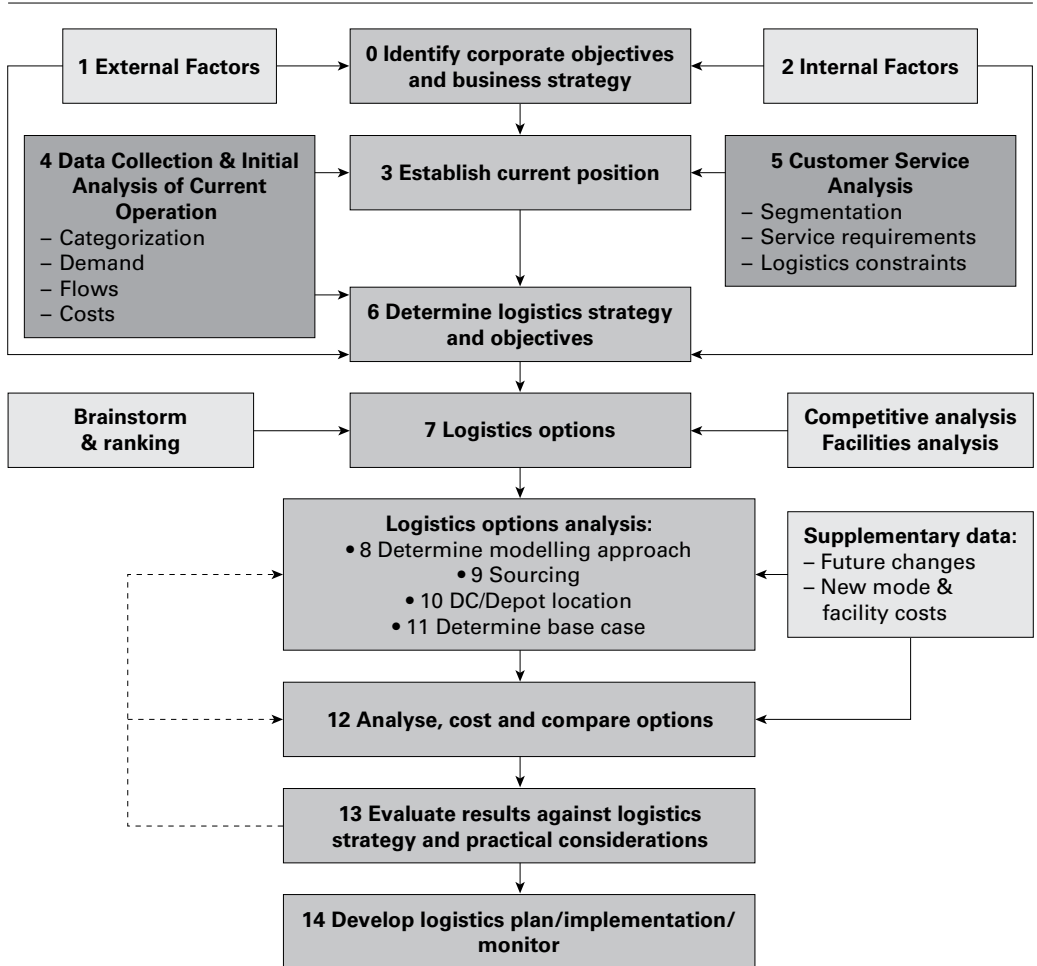 1 External Factors
0 Identify corporate objectives
and business strategy
2 Internal Factors
4 Data Collection & Initial
Analysis of Current
Operation
– Categorization
– Demand
– Flows
– Costs
3 Establish current position
5 Customer Service
Analysis
– Segmentation
– Service requirements
– Logistics constraints
6 Determine logistics strategy
and objectives
Brainstorm
& ranking
7 Logistics options
Competitive analysis
Facilities analysis
Logistics options analysis:
• 8 Determine modelling approach
• 9 Sourcing
• 10 DC/Depot location
• 11 Determine base case
Supplementary data:
– Future changes
– New mode &
facility costs
12 Analyse, cost and compare options
13 Evaluate results against logistics
strategy and practical considerations
14 Develop logistics plan/implementation/
monitor